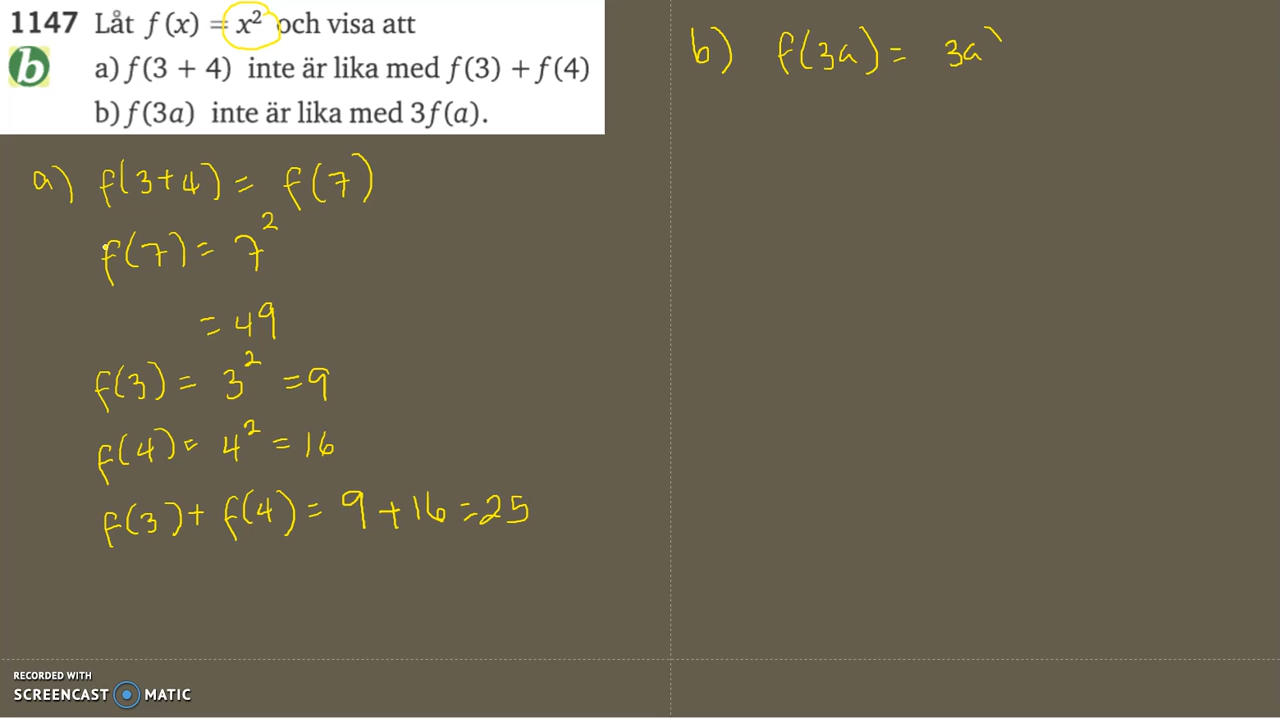 1147 Låt f(x) = x² och visa att
b a) f(3 + 4) inte är lika med f(3) + f(4)
b) f(3a) inte är lika med 3f(a).
a) f(3+4) = f(7)
f(7) = 7²
= 49
f(3) = 3² = 9
f(4) = 4² = 16
f(3) + f(4) = 9 + 16 = 25
b) f(3a) = 3a
RECORDED WITH
SCREENCAST MATIC